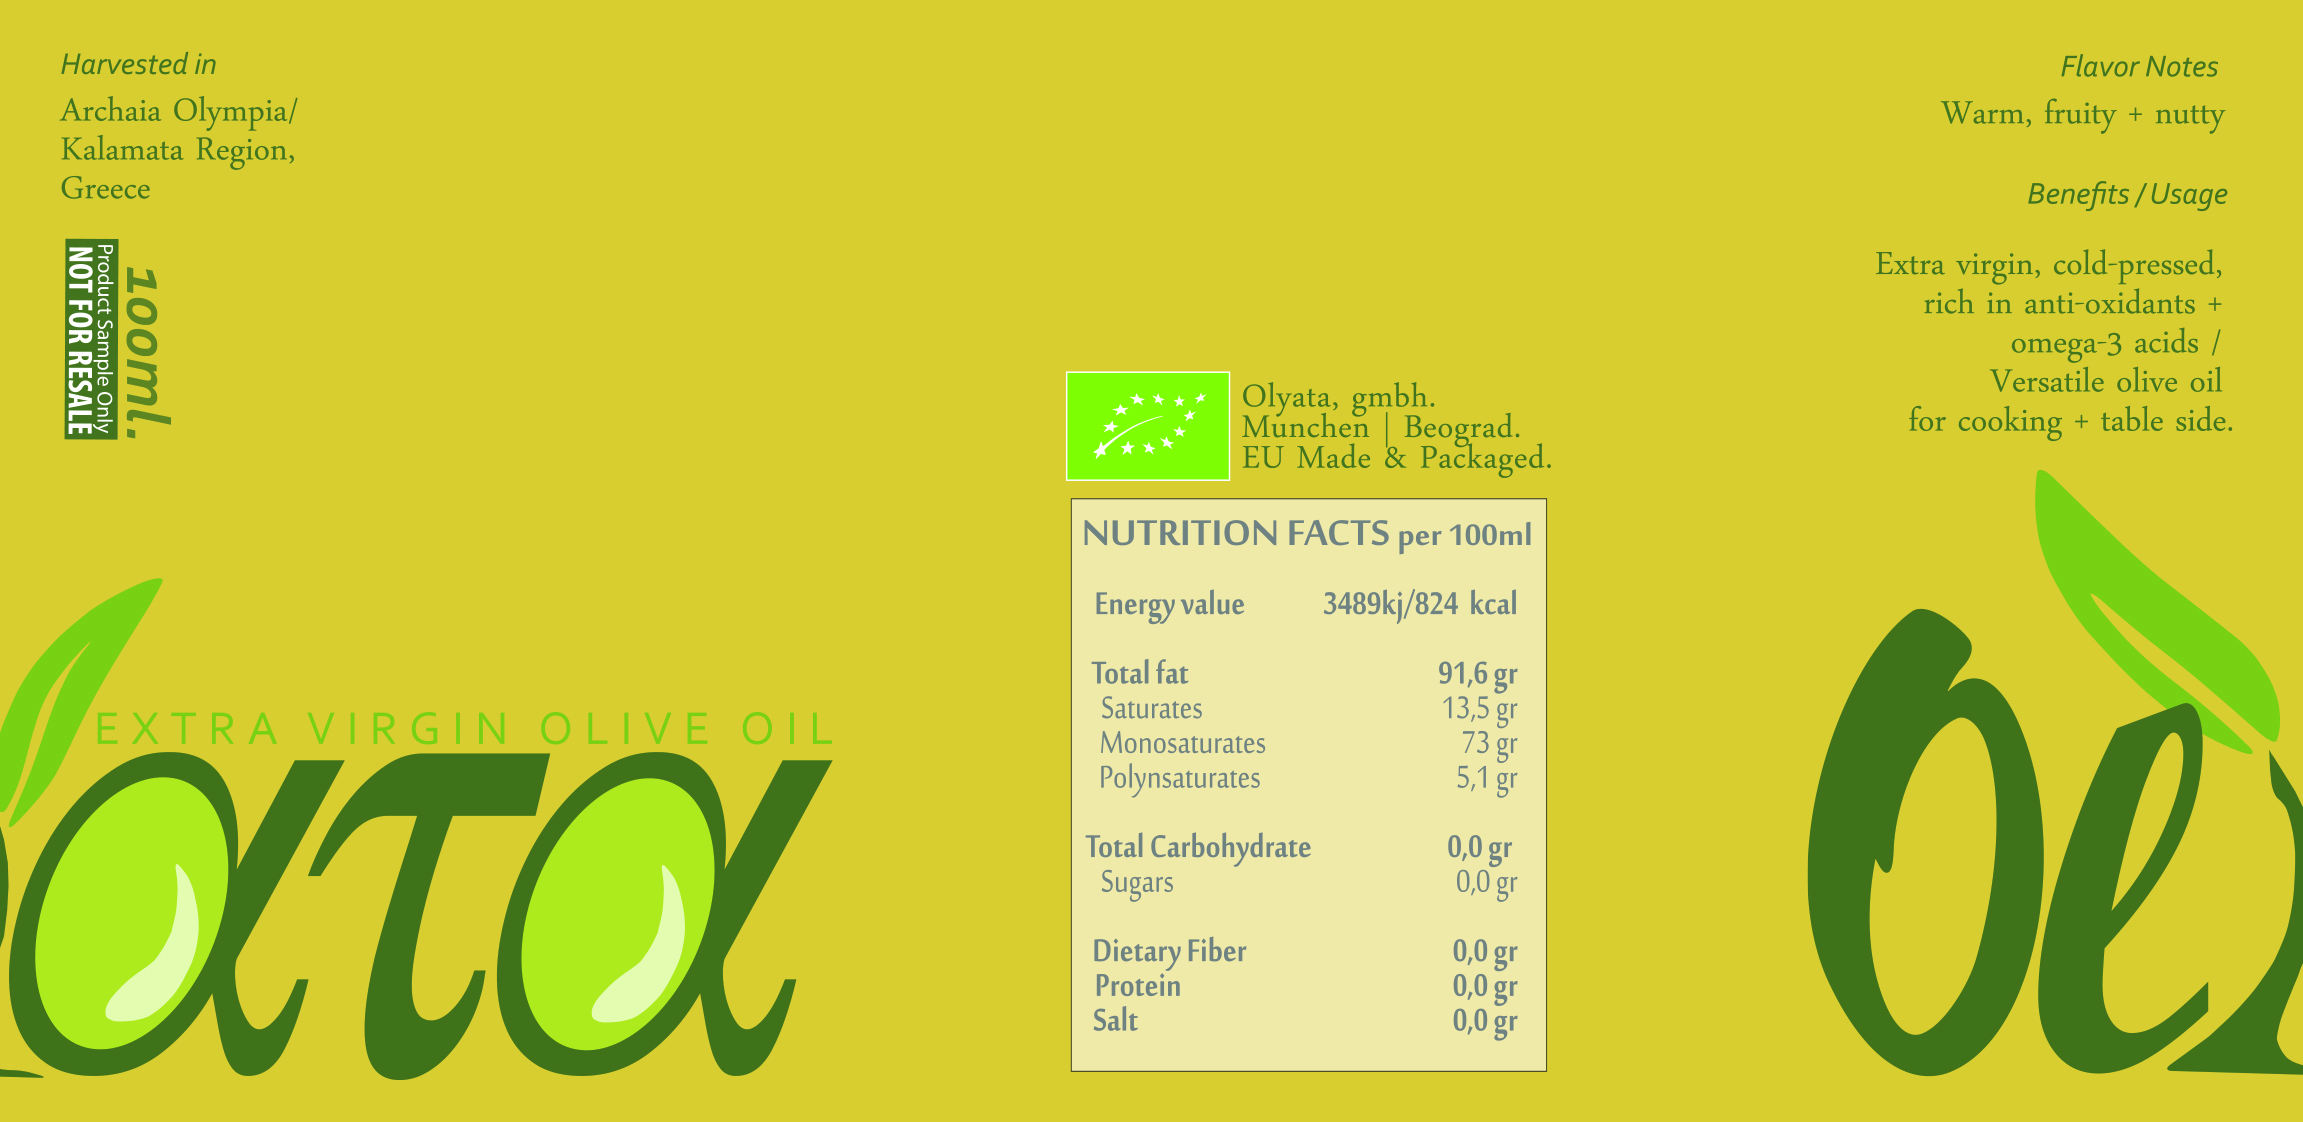 Harvested in
Archaia Olympia/
Kalamata Region,
Greece
100ml.
Product Sample Only
NOT FOR RESALE
EXTRA VIRGIN OLIVE OIL
ατα
Olyata, gmbh.
Munchen | Beograd.
EU Made & Packaged.
NUTRITION FACTS per 100ml
Energy value 3489kj/824 kcal
Total fat 91,6 gr
Saturates 13,5 gr
Monosaturates 73 gr
Polynsaturates 5,1 gr
Total Carbohydrate 0,0 gr
Sugars 0,0 gr
Dietary Fiber 0,0 gr
Protein 0,0 gr
Salt 0,0 gr
Flavor Notes
Warm, fruity + nutty
Benefits / Usage
Extra virgin, cold-pressed,
rich in anti-oxidants +
omega-3 acids /
Versatile olive oil
for cooking + table side.
Ol